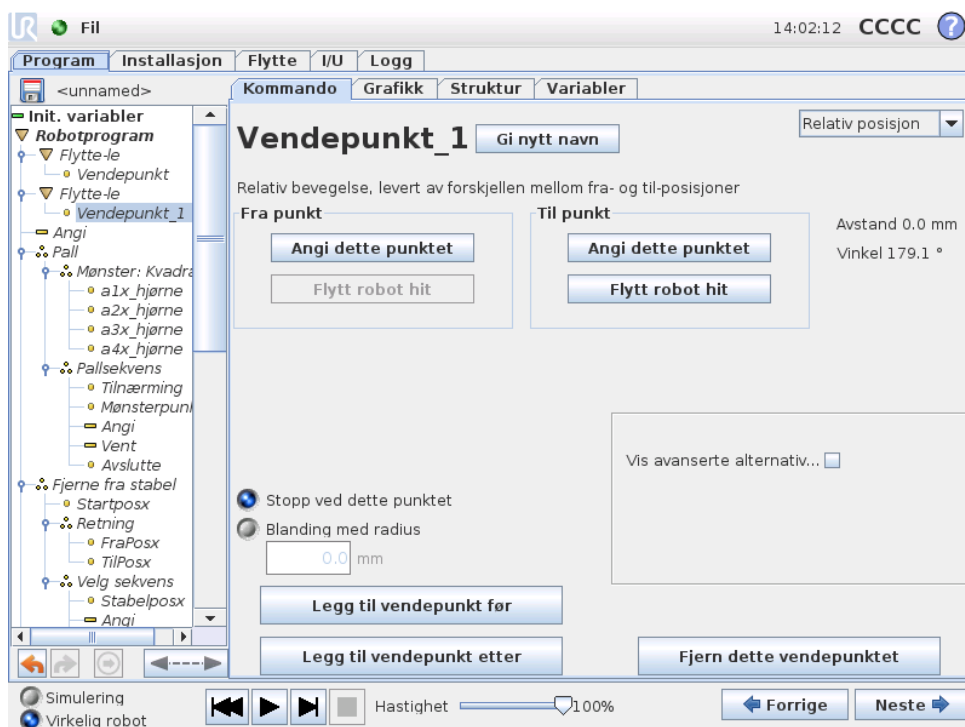 UR Fil 14:02:12 CCCC ?
Program Installasjon Flytte I/U Logg
<unnamed>
Kommando Grafikk Struktur Variabler
Init. variabler
Robotprogram
Flytte-le
Vendepunkt
Flytte-le
Vendepunkt_1
Angi
Pall
Mønster: Kvadra
a1x_hjørne
a2x_hjørne
a3x_hjørne
a4x_hjørne
Pallsekvens
Tilnærming
Mønsterpunl
Angi
Vent
Avslutte
Fjerne fra stabel
Startposx
Retning
FraPosx
TilPosx
Velg sekvens
Stabelposx
Angi
Vendepunkt_1 Gi nytt navn
Relativ posisjon
Relativ bevegelse, levert av forskjellen mellom fra- og til-posisjoner
Fra punkt
Angi dette punktet
Flytt robot hit
Til punkt
Angi dette punktet
Flytt robot hit
Avstand 0.0 mm
Vinkel 179.1 °
Vis avanserte alternativ...
Stopp ved dette punktet
Blanding med radius
0.0 mm
Legg til vendepunkt før
Legg til vendepunkt etter
Fjern dette vendepunktet
Simulering
Virkelig robot
Hastighet 100%
Forrige Neste